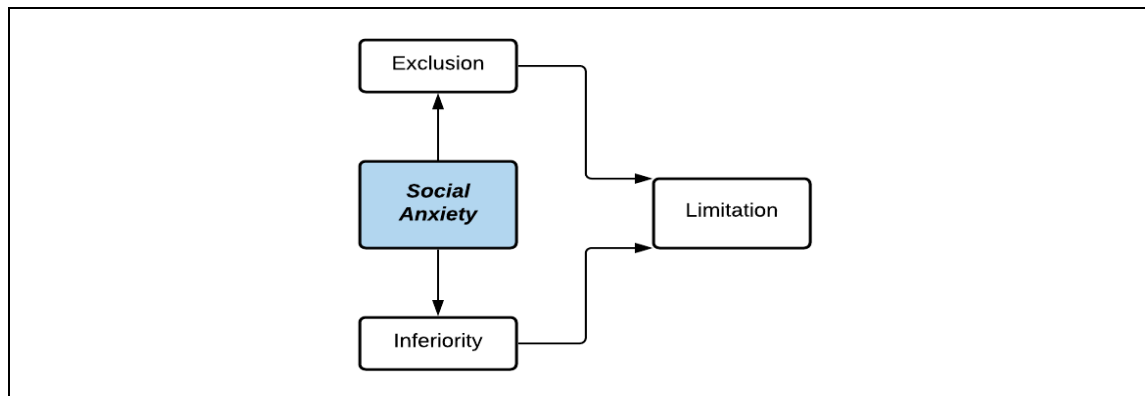 Exclusion
Social
Anxiety
Limitation
Inferiority